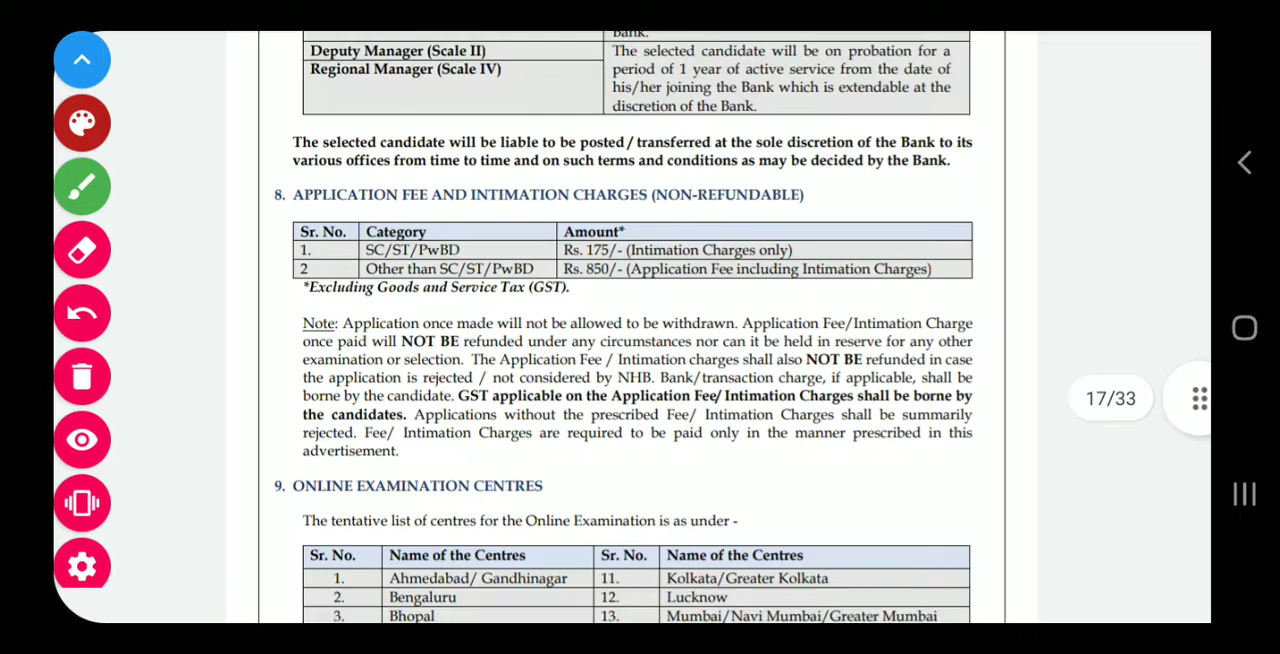 Bank.
Deputy Manager (Scale II)
The selected candidate will be on probation for a
Regional Manager (Scale IV)
period of 1 year of active service from the date of
his/her joining the Bank which is extendable at the
discretion of the Bank.
The selected candidate will be liable to be posted / transferred at the sole discretion of the Bank to its
various offices from time to time and on such terms and conditions as may be decided by the Bank.
8. APPLICATION FEE AND INTIMATION CHARGES (NON-REFUNDABLE)
Sr. No. Category Amount*
1. SC/ST/PwBD Rs. 175/- (Intimation Charges only)
2 Other than SC/ST/PwBD Rs. 850/- (Application Fee including Intimation Charges)
*Excluding Goods and Service Tax (GST).
Note: Application once made will not be allowed to be withdrawn. Application Fee/Intimation Charge
once paid will NOT BE refunded under any circumstances nor can it be held in reserve for any other
examination or selection. The Application Fee / Intimation charges shall also NOT BE refunded in case
the application is rejected / not considered by NHB. Bank/transaction charge, if applicable, shall be
borne by the candidate. GST applicable on the Application Fee/ Intimation Charges shall be borne by
the candidates. Applications without the prescribed Fee/ Intimation Charges shall be summarily
rejected. Fee/ Intimation Charges are required to be paid only in the manner prescribed in this
advertisement.
17/33
9. ONLINE EXAMINATION CENTRES
The tentative list of centres for the Online Examination is as under -
Sr. No. Name of the Centres Sr. No. Name of the Centres
1. Ahmedabad/ Gandhinagar 11. Kolkata/Greater Kolkata
2. Bengaluru 12. Lucknow
3. Bhopal 13. Mumbai/Navi Mumbai/Greater Mumbai